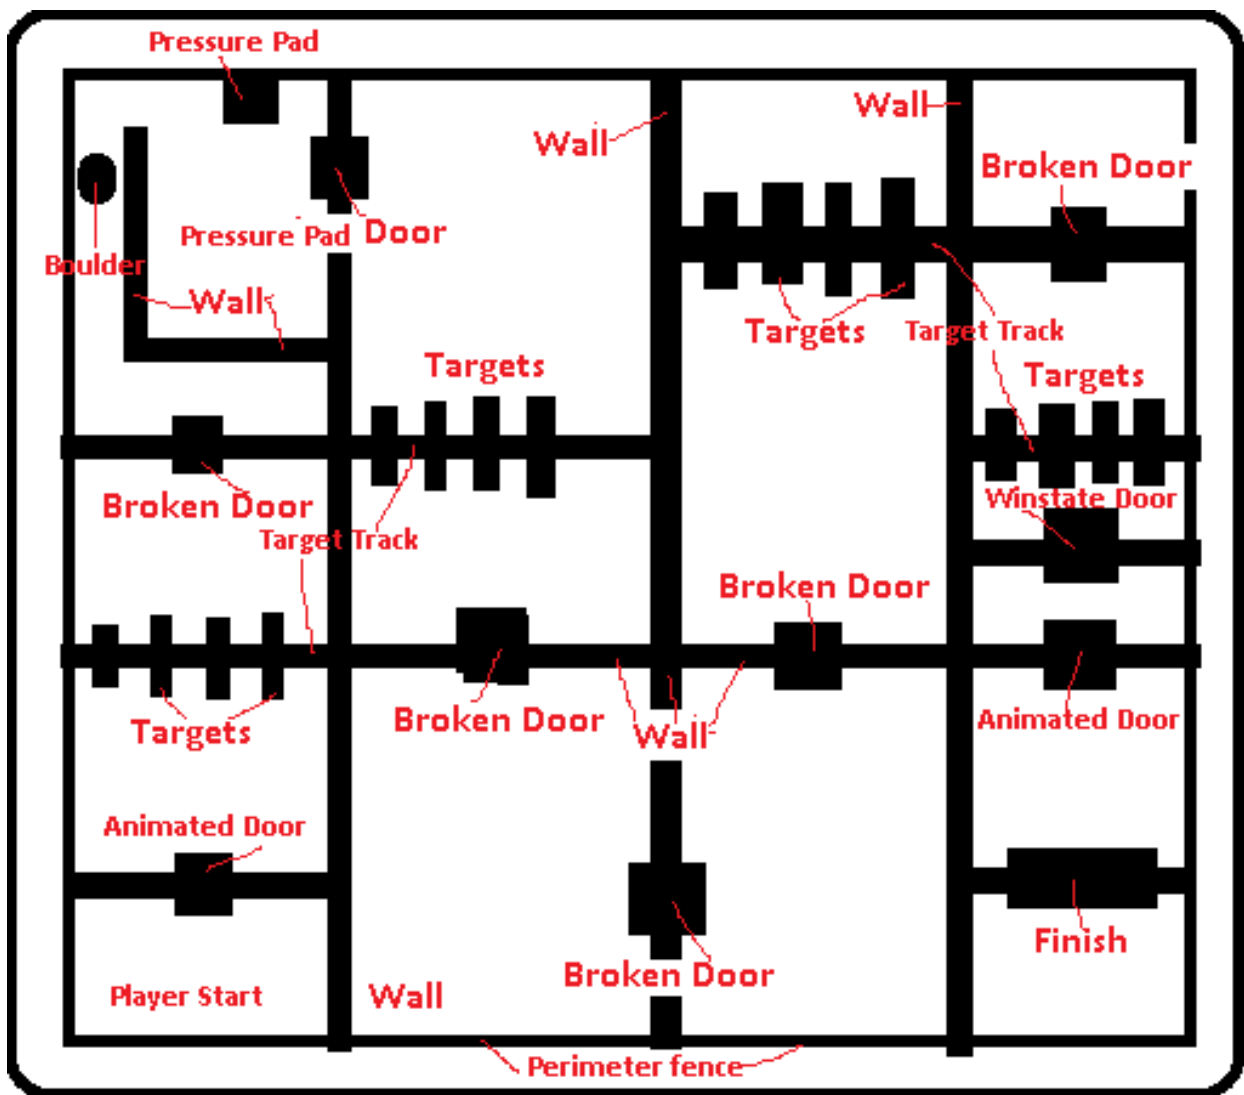 Pressure Pad
Wall
Wall
Broken Door
Pressure Pad
Door
Boulder
Wall
Targets
Target Track
Targets
Targets
Winstate Door
Broken Door
Target Track
Broken Door
Broken Door
Animated Door
Targets
Wall
Animated Door
Finish
Broken Door
Player Start
Wall
Perimeter fence